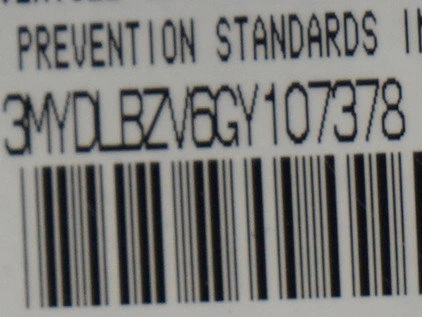 PREVENTION STANDARDS
3MYDLBZV6GY107378